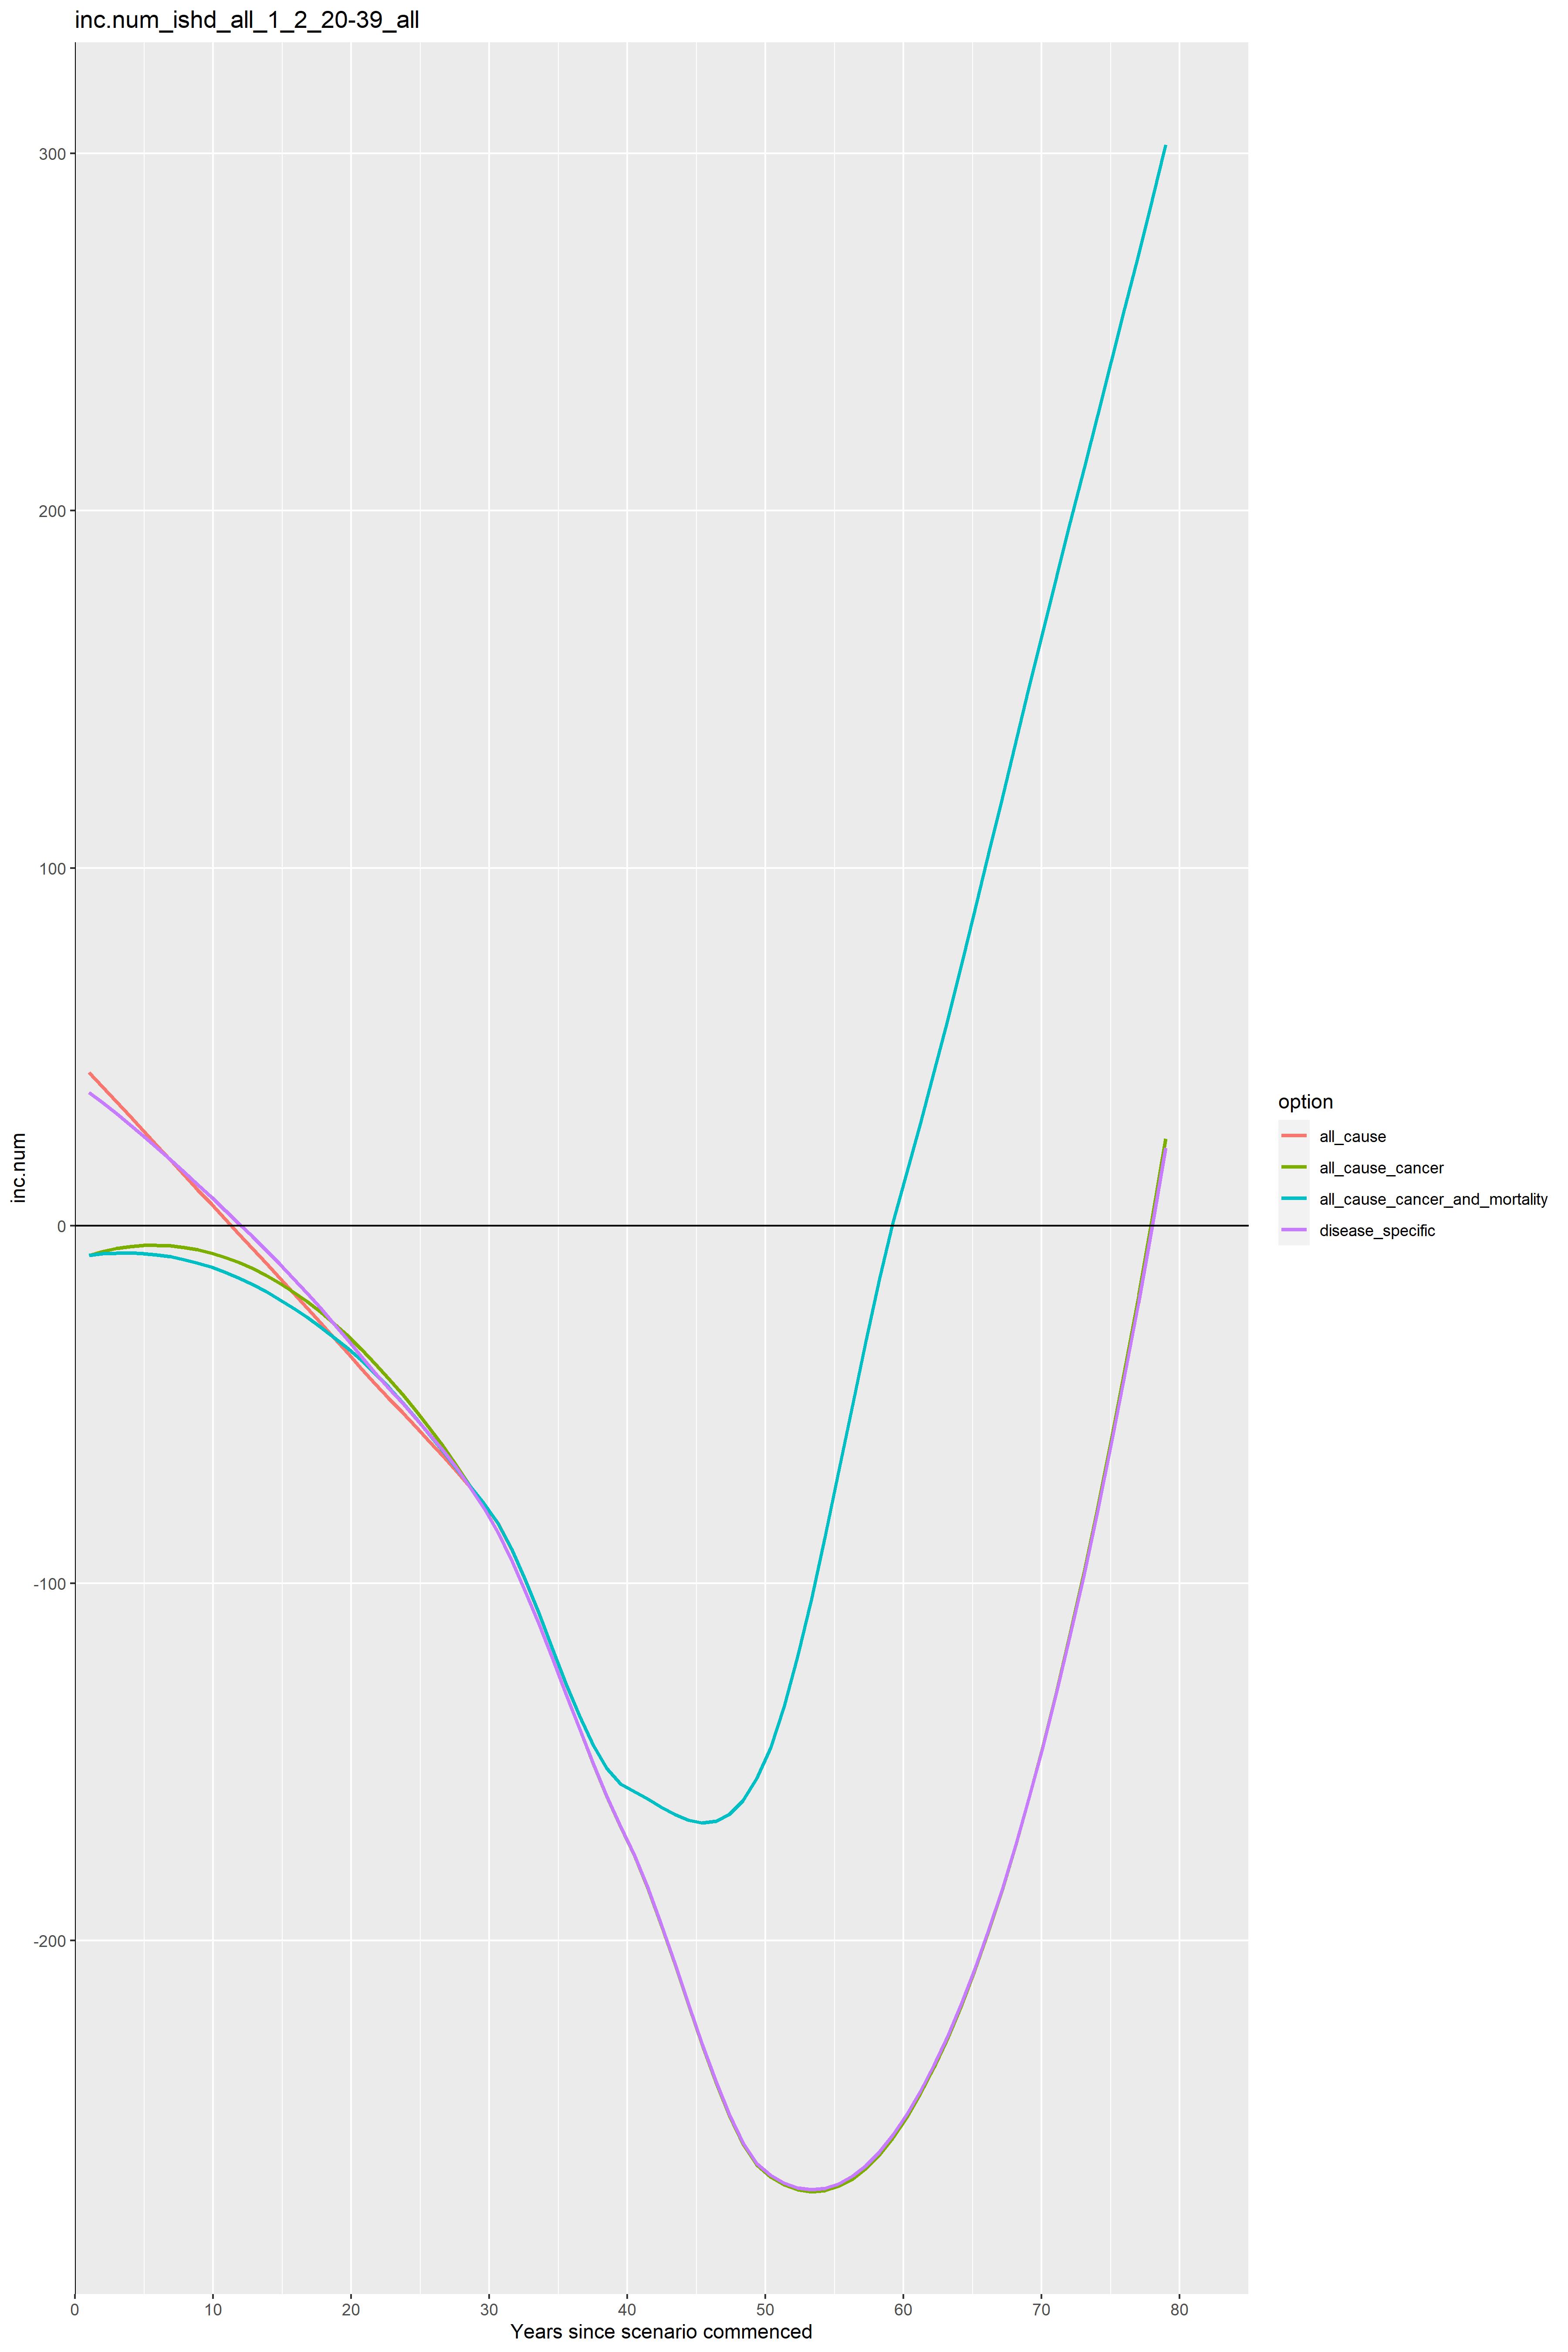 inc.num_ishd_all_1_2_20-39_all
300
200
100
0
-100
-200
inc.num
0 10 20 30 40 50 60 70 80
Years since scenario commenced
option
all_cause
all_cause_cancer
all_cause_cancer_and_mortality
disease_specific